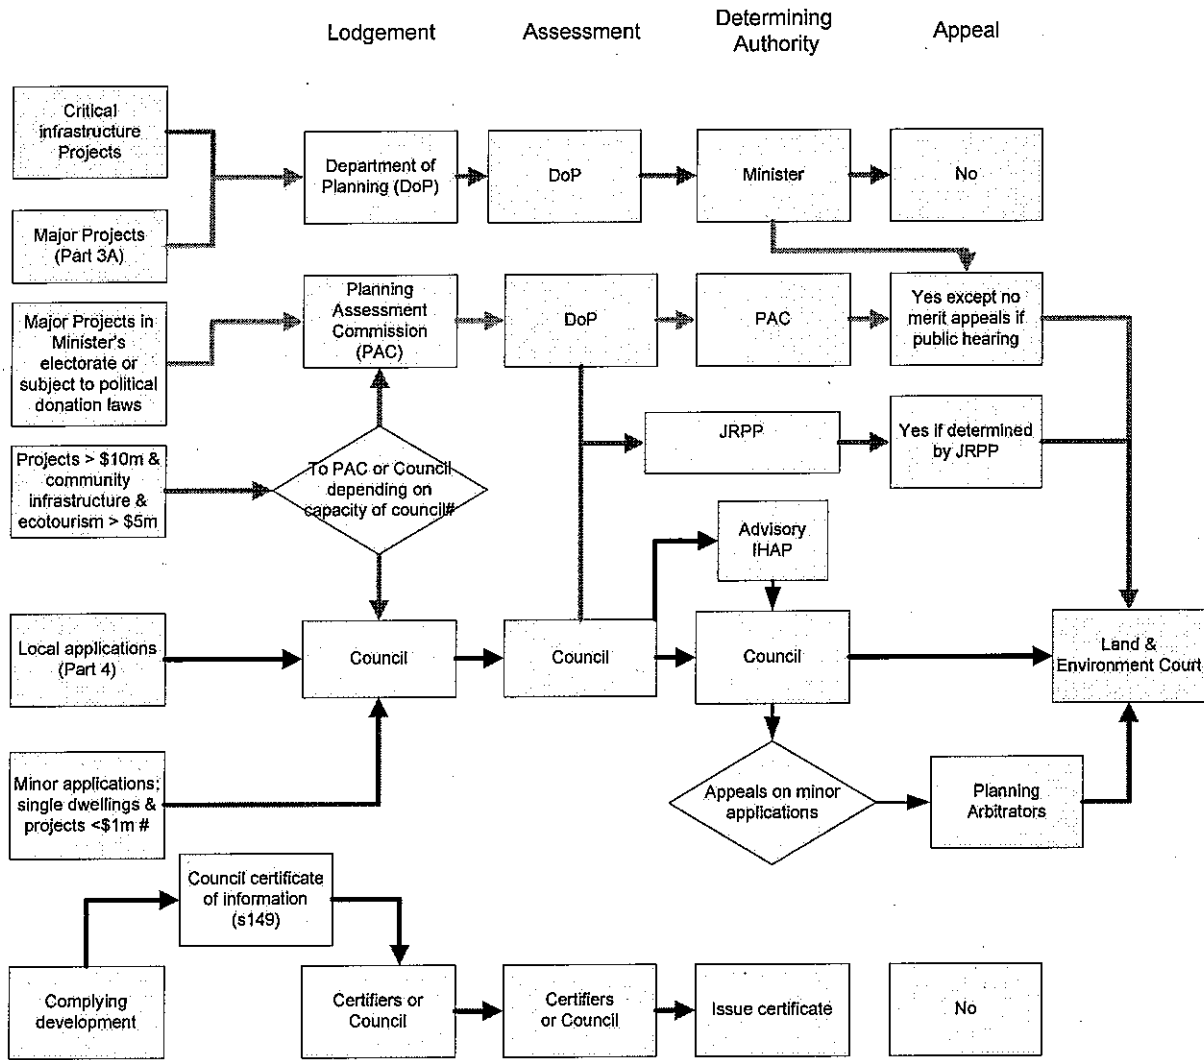 Lodgement
Assessment
Determining
Authority
Appeal
Critical
infrastructure
Projects
Department of
Planning (DoP)
DoP
Minister
No
Major Projects
(Part 3A)
Major Projects in
Minister's
electorate or
subject to political
donation laws
Planning
Assessment
Commission
(PAC)
DoP
PAC
Yes except no
merit appeals if
public hearing
JRPP
Yes if determined
by JRPP
Projects > $10m &
community
infrastructure &
ecotourism > $5m
To PAC or Council
depending on
capacity of council#
Advisory
IHAP
Local applications
(Part 4)
Council
Council
Council
Land &
Environment Court
Minor applications;
single dwellings &
projects <$1m #
Appeals on minor
applications
Planning
Arbitrators
Council certificate
of information
(s149)
Complying
development
Certifiers or
Council
Certifiers
or Council
Issue certificate
No